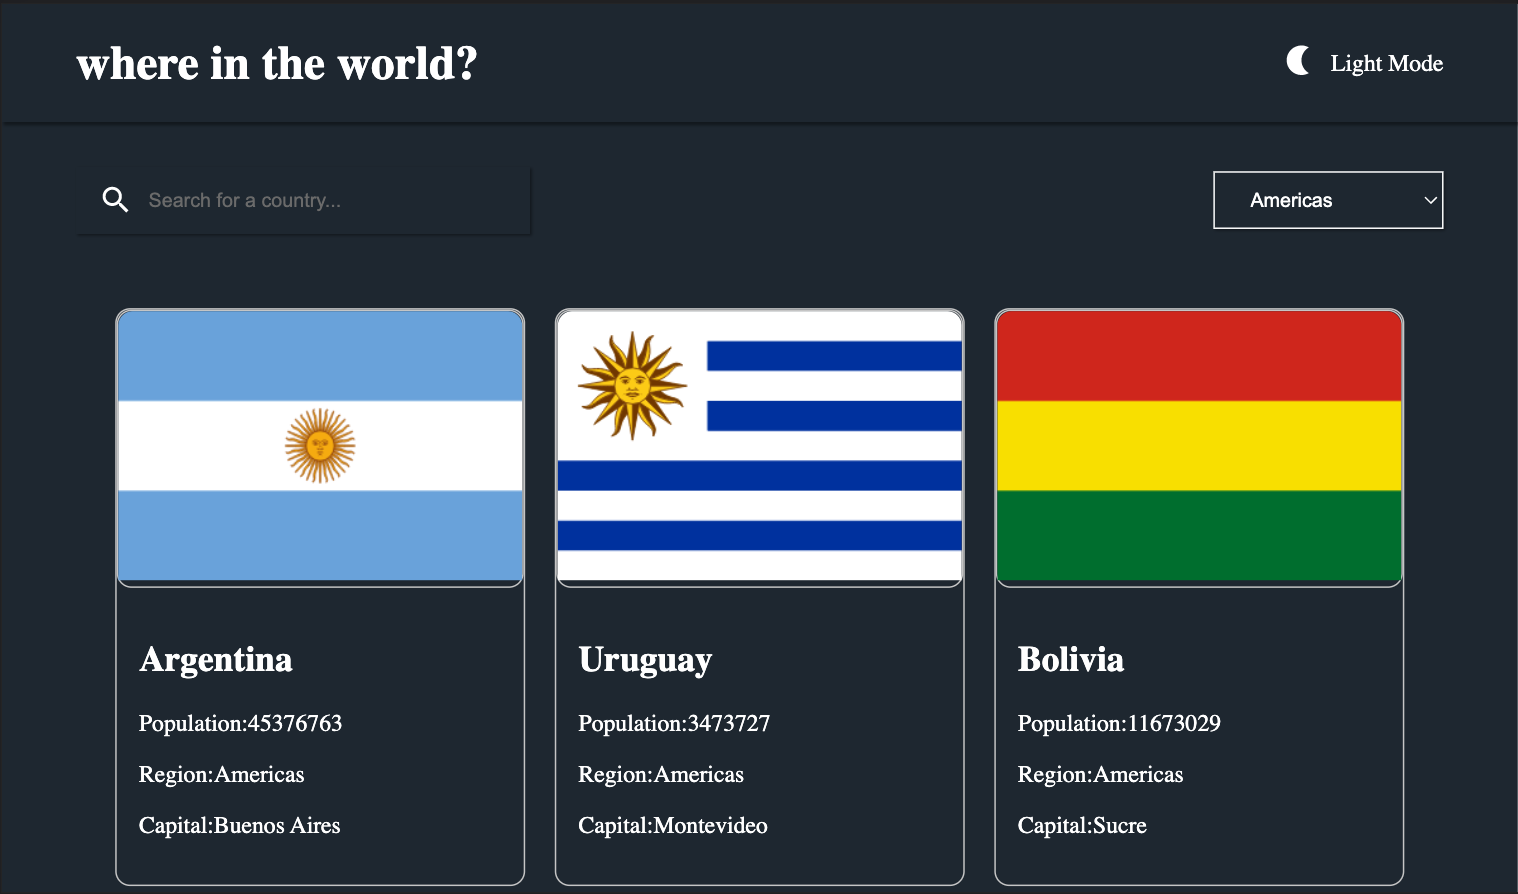 where in the world?
Light Mode
Search for a country...
Americas
Argentina
Population:45376763
Region:Americas
Capital:Buenos Aires
Uruguay
Population:3473727
Region:Americas
Capital:Montevideo
Bolivia
Population:11673029
Region:Americas
Capital:Sucre